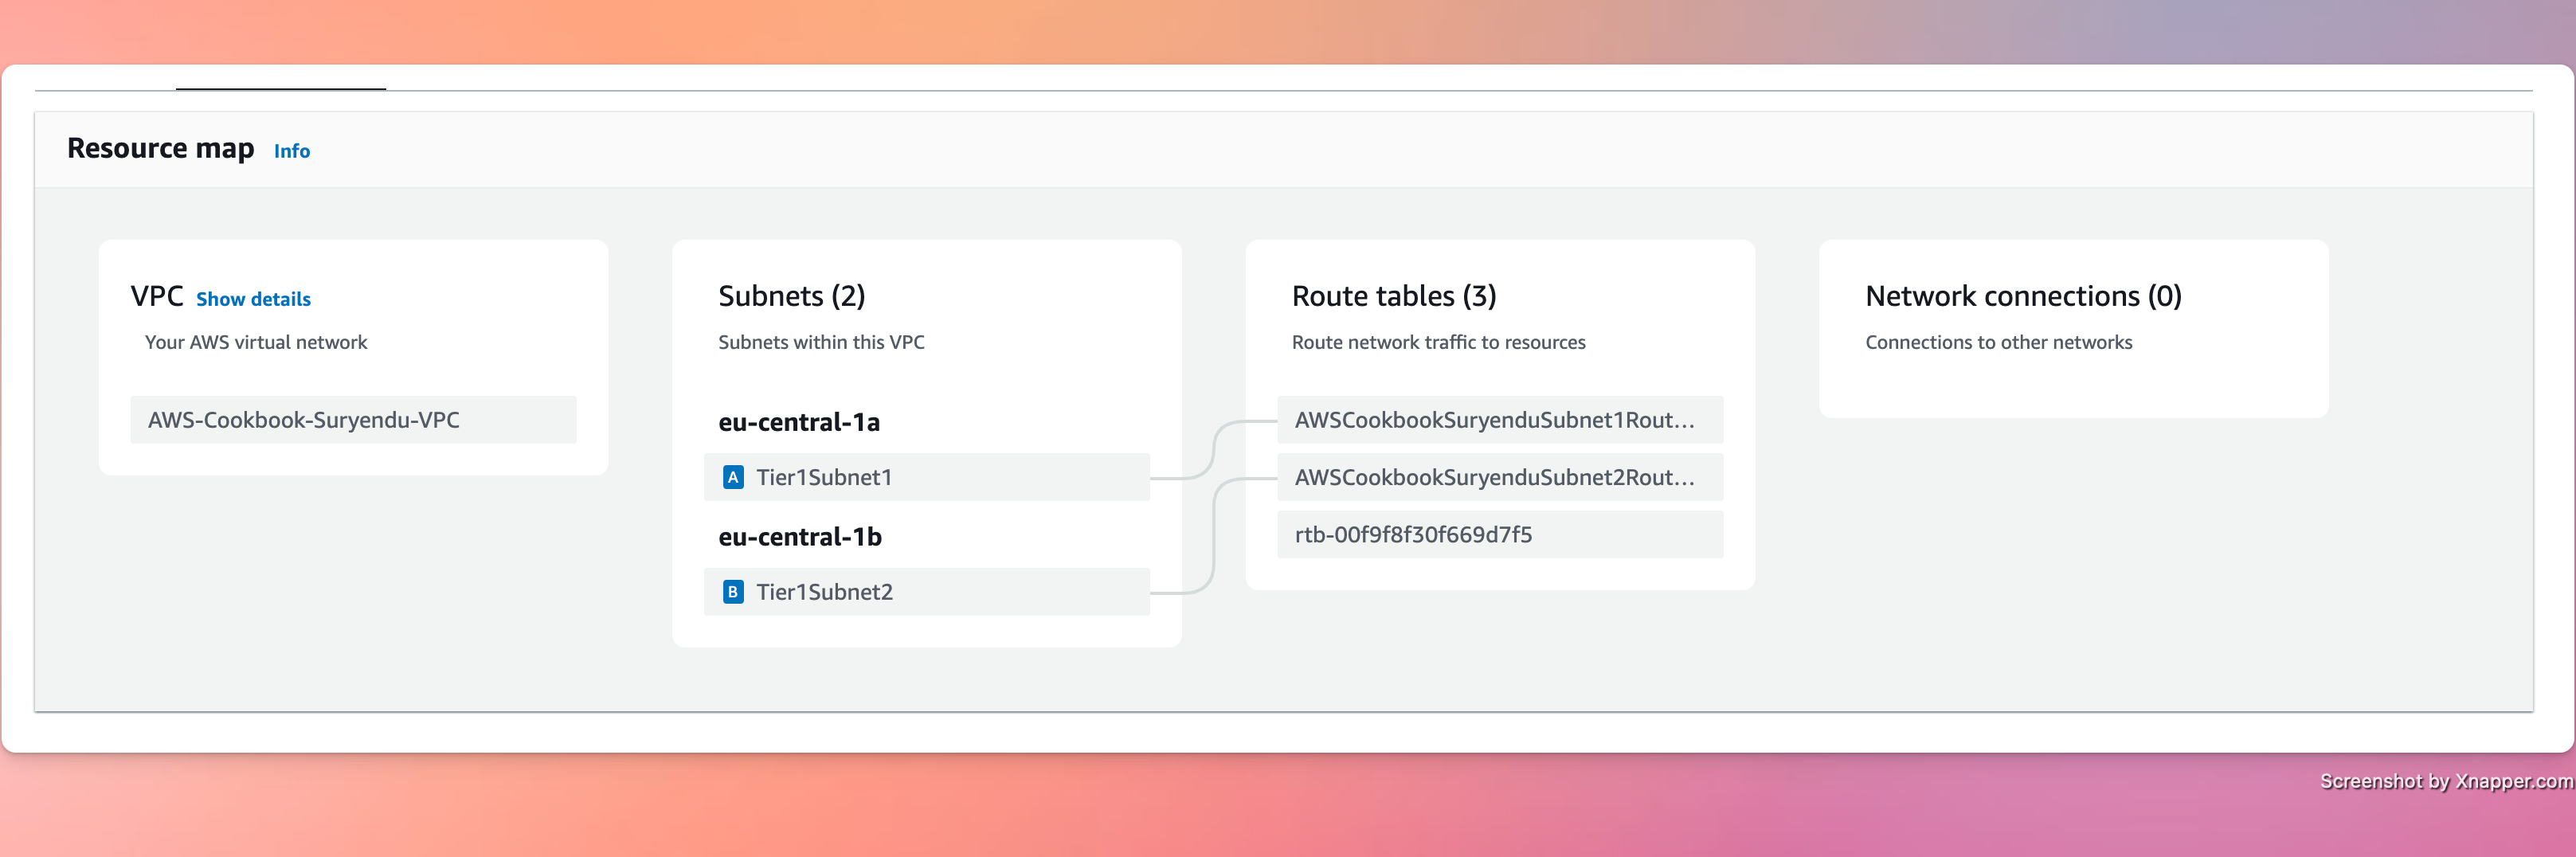 Resource map Info
VPC Show details
Your AWS virtual network
AWS-Cookbook-Suryendu-VPC
Subnets (2)
Subnets within this VPC
eu-central-1a
A Tier1Subnet1
eu-central-1b
B Tier1Subnet2
Route tables (3)
Route network traffic to resources
AWSCookbookSuryenduSubnet1Rout...
AWSCookbookSuryenduSubnet2Rout...
rtb-00f9f8f30f669d7f5
Network connections (0)
Connections to other networks
Screenshot by Xnapper.com